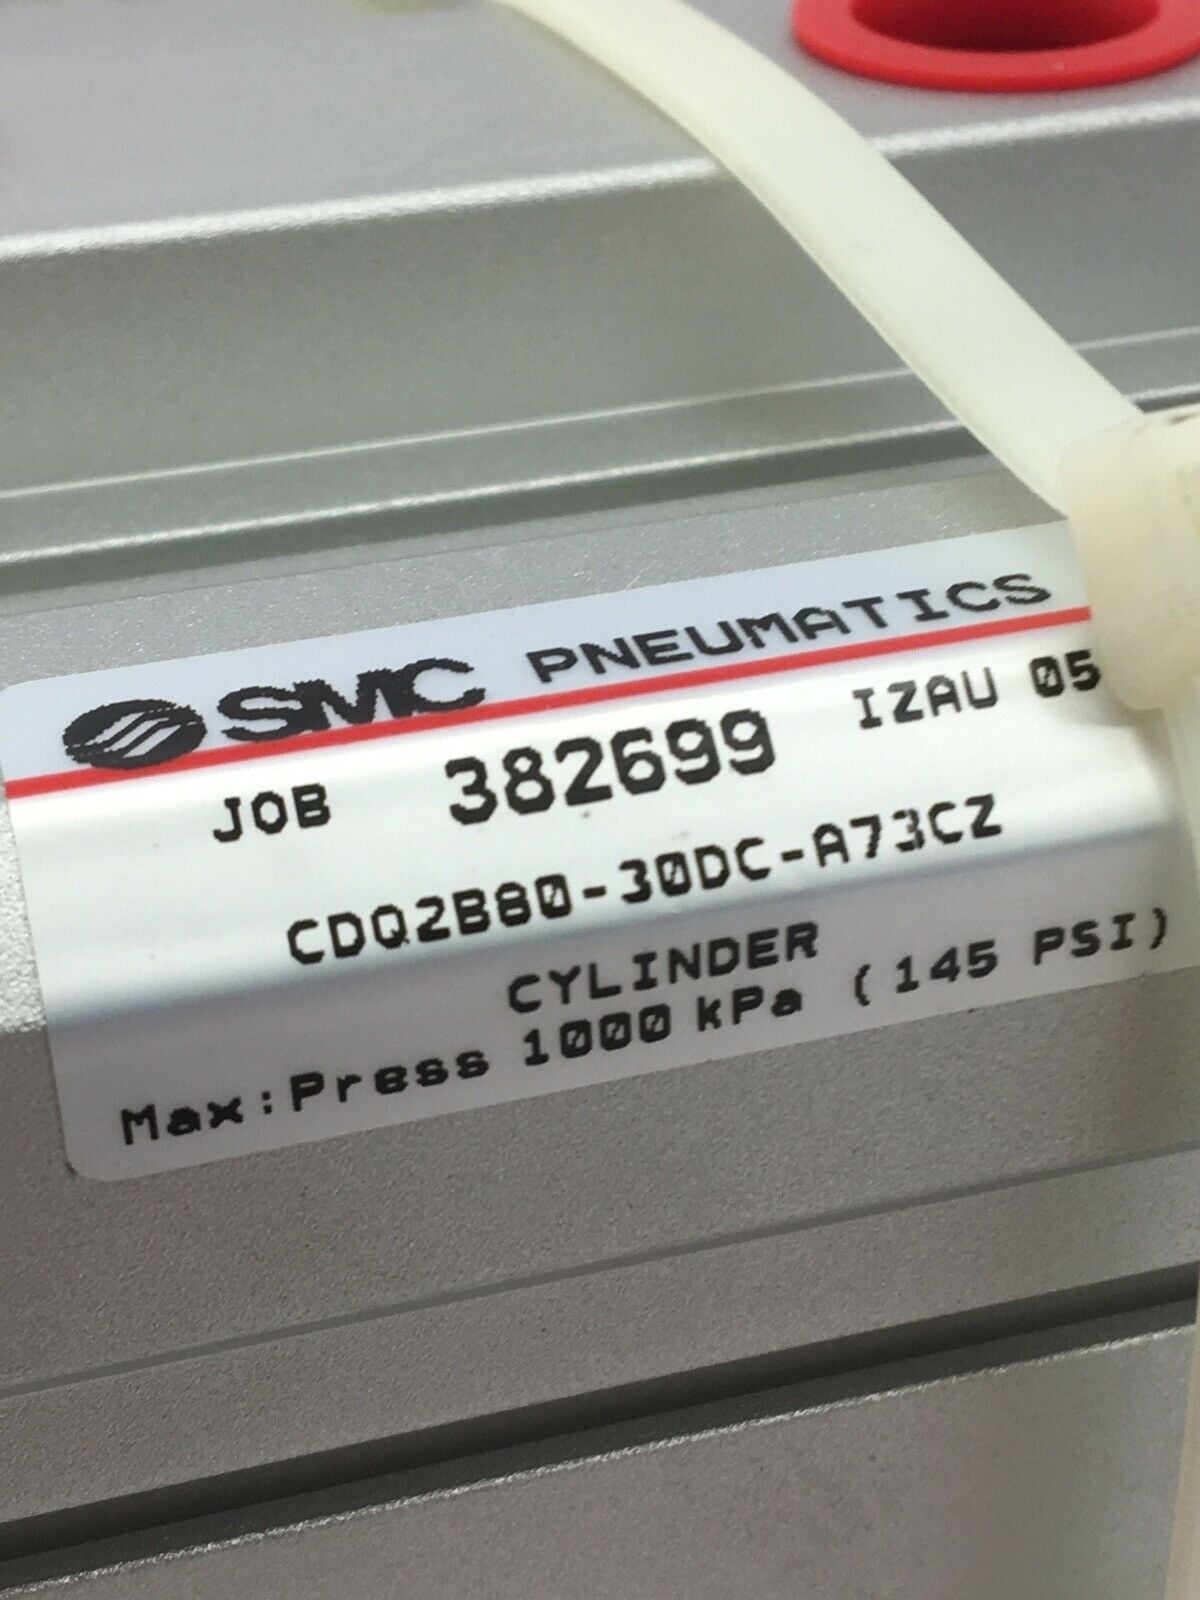 SMC PNEUMATICS
JOB 382699 IZAU 05
CDQ2B80-30DC-A73CZ
CYLINDER
Max:Press 1000 kPa (145 PSI)